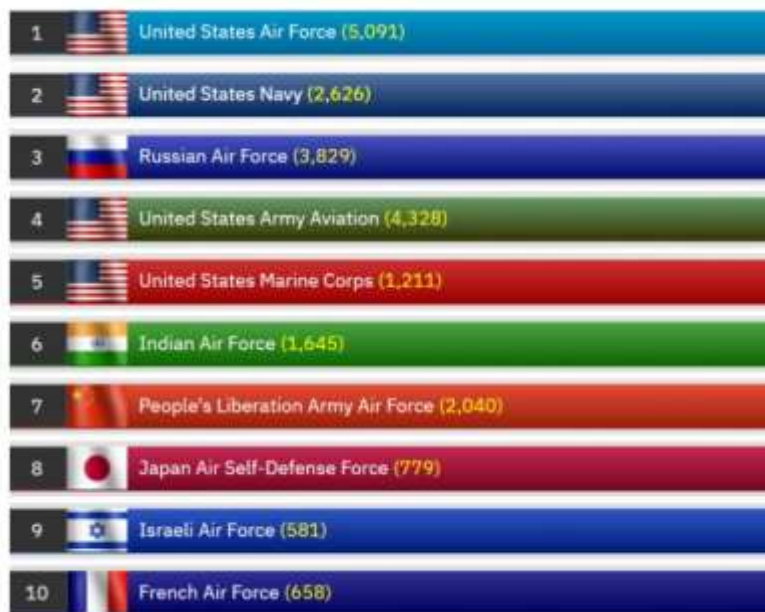 1 United States Air Force (5,091)
2 United States Navy (2,626)
3 Russian Air Force (3,829)
4 United States Army Aviation (4,328)
5 United States Marine Corps (1,211)
6 Indian Air Force (1,645)
7 People's Liberation Army Air Force (2,040)
8 Japan Air Self-Defense Force (779)
9 Israeli Air Force (581)
10 French Air Force (658)